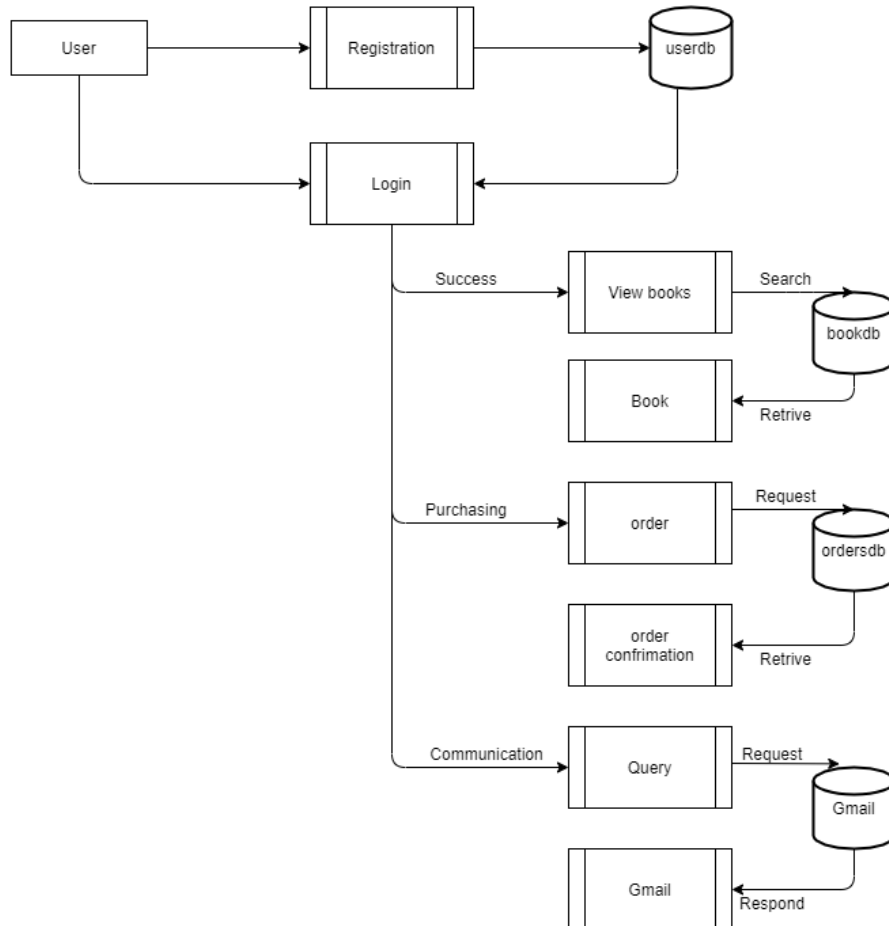 User
Registration
userdb
Login
Success
View books
Search
bookdb
Book
Retrive
Purchasing
order
Request
ordersdb
order
confrimation
Retrive
Communication
Query
Request
Gmail
Gmail
Respond